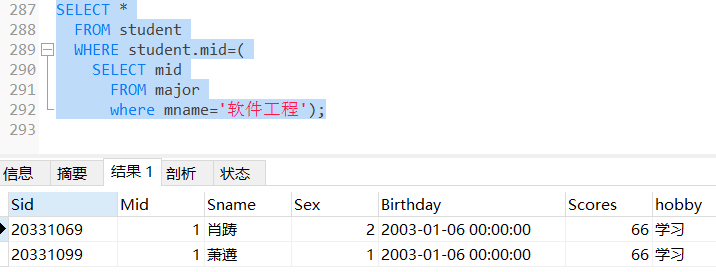 287 SELECT *
288 FROM student
289 WHERE student.mid=(
290 SELECT mid
291 FROM major
292 where mname='软件工程');
293
信息 摘要 结果 1 剖析 状态
Sid Mid Sname Sex Birthday Scores hobby
20331069 1 肖踌 2 2003-01-06 00:00:00 66 学习
20331099 1 萧遴 1 2003-01-06 00:00:00 66 学习